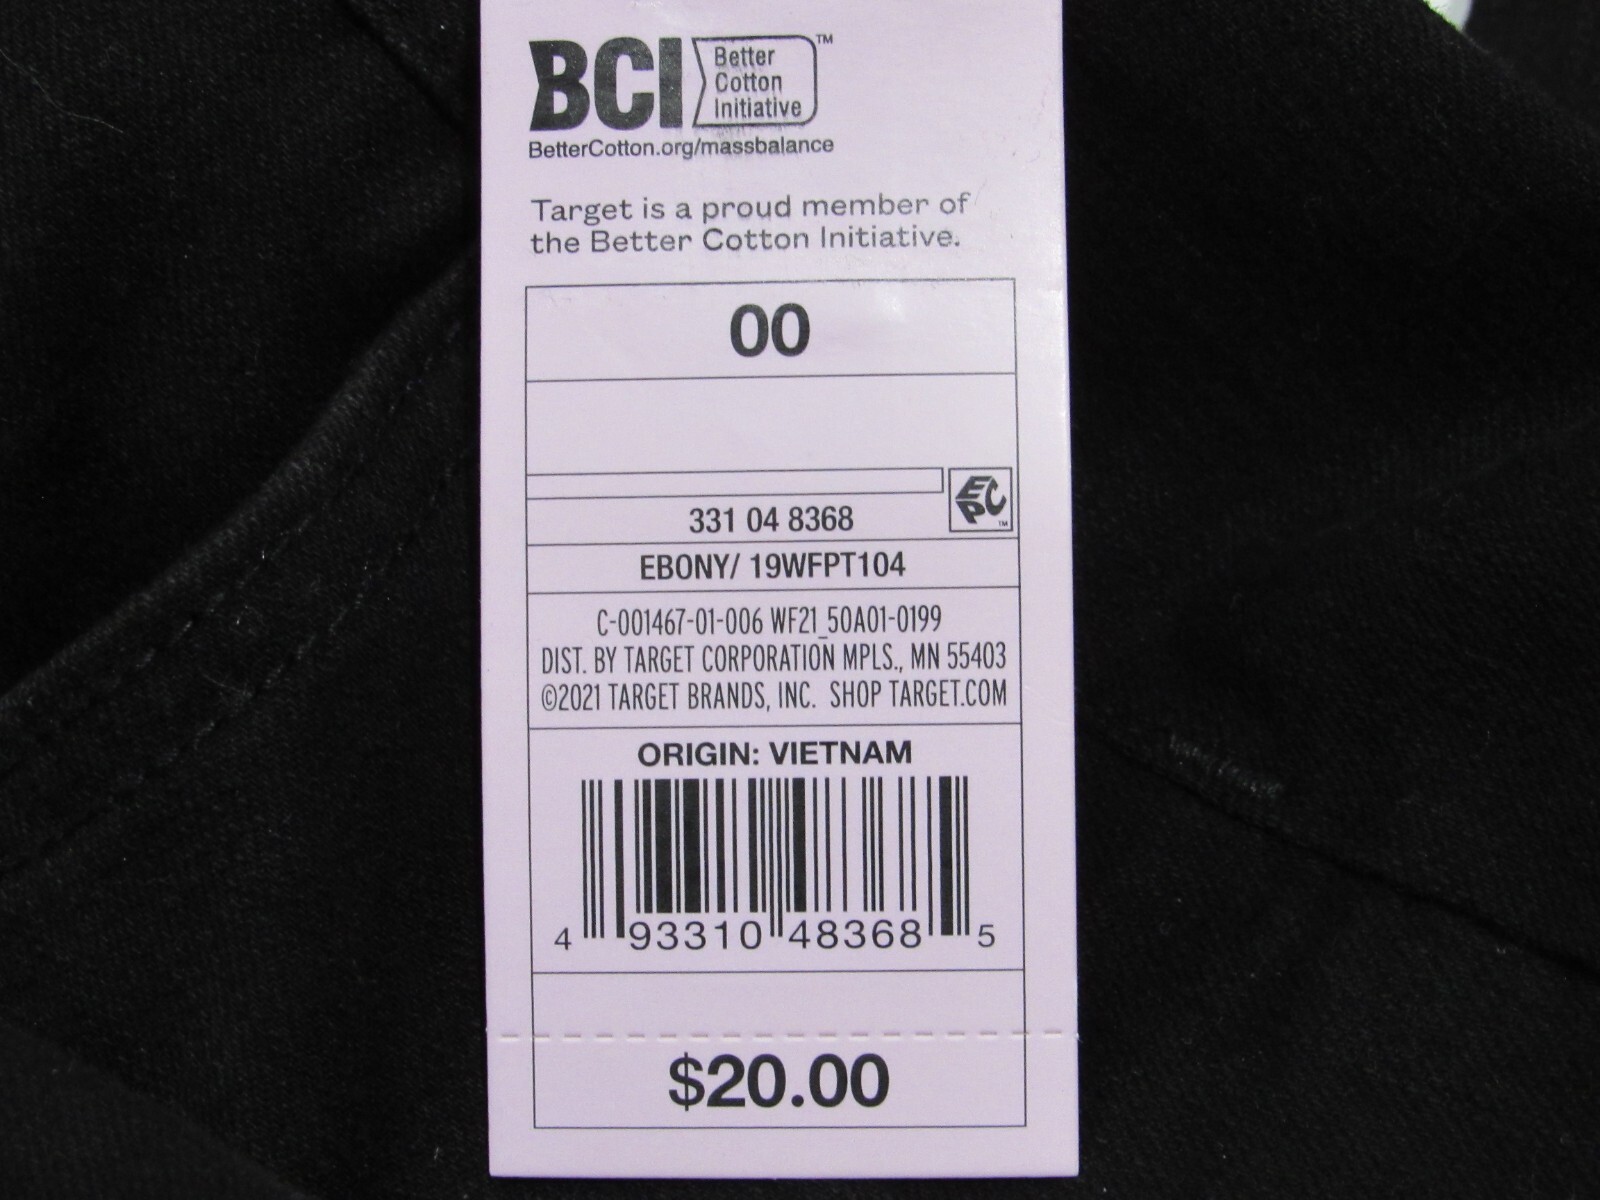 BCI Better Cotton Initiative™
BetterCotton.org/massbalance
Target is a proud member of
the Better Cotton Initiative.
00
EPC™
331 04 8368
EBONY/ 19WFPT104
C-001467-01-006 WF21_50A01-0199
DIST. BY TARGET CORPORATION MPLS., MN 55403
©2021 TARGET BRANDS, INC. SHOP TARGET.COM
ORIGIN: VIETNAM
4 93310 48368 5
$20.00